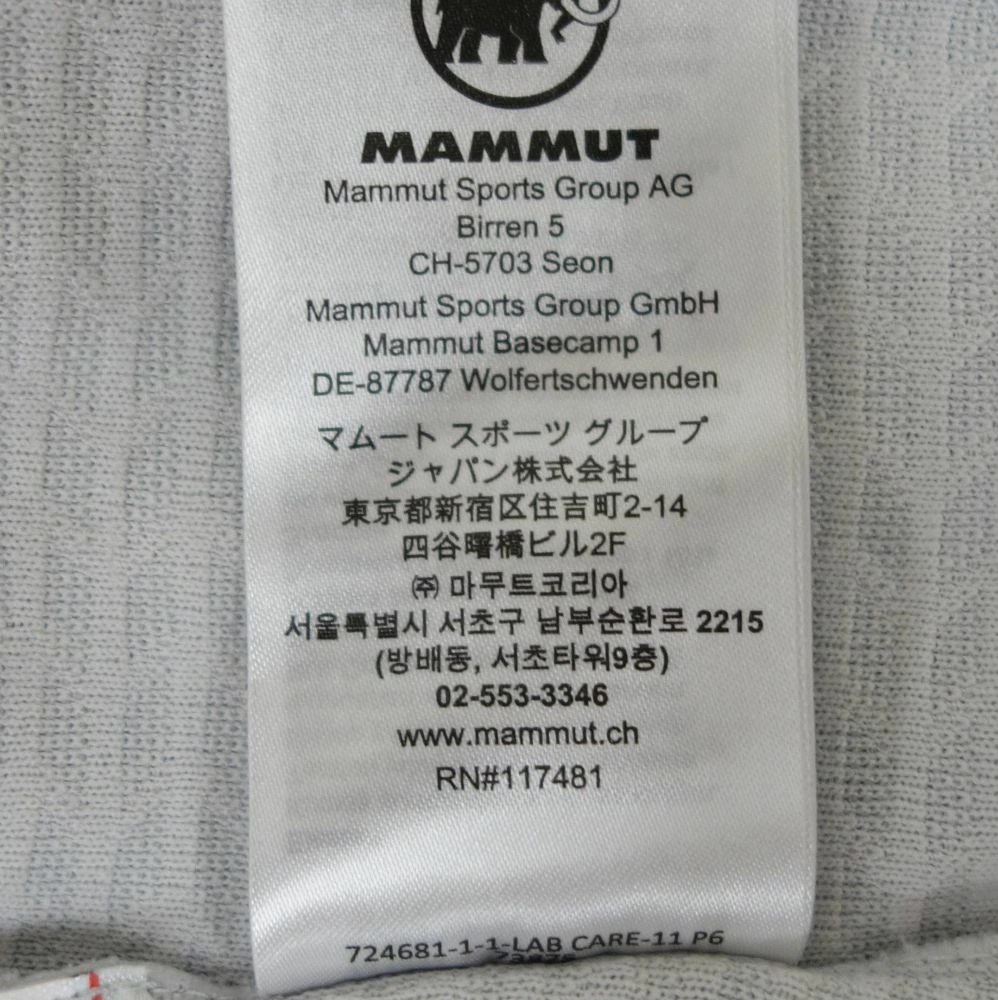 MAMMUT
Mammut Sports Group AG
Birren 5
CH-5703 Seon
Mammut Sports Group GmbH
Mammut Basecamp 1
DE-87787 Wolfertschwenden
マムート スポーツ グループ
ジャパン株式会社
東京都新宿区住吉町2-14
四谷曙橋ビル2F
㈜ 마무트코리아
서울특별시 서초구 남부순환로 2215
(방배동, 서초타워9층)
02-553-3346
www.mammut.ch
RN#117481
724681-1-1-LAB CARE-11 P6